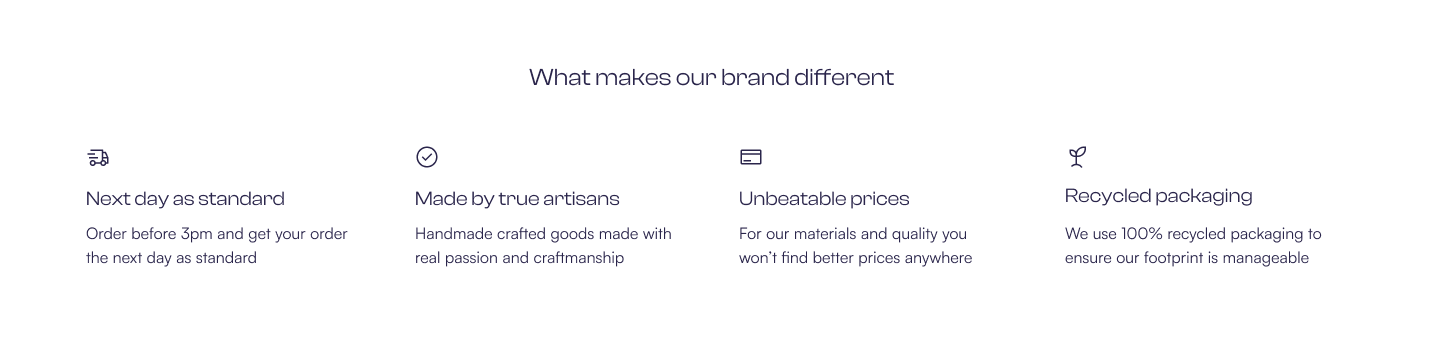 What makes our brand different
Next day as standard
Order before 3pm and get your order
the next day as standard
Made by true artisans
Handmade crafted goods made with
real passion and craftmanship
Unbeatable prices
For our materials and quality you
won’t find better prices anywhere
Recycled packaging
We use 100% recycled packaging to
ensure our footprint is manageable